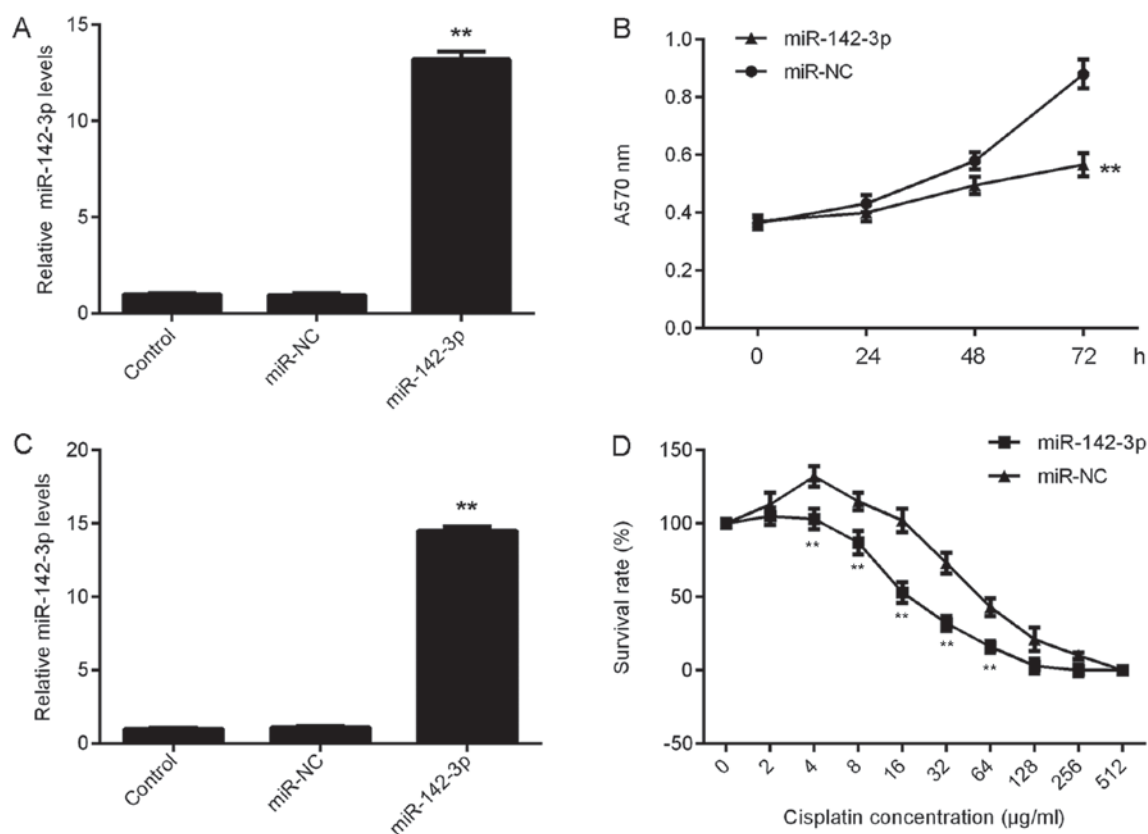 A
Relative miR-142-3p levels
15
10
5
0
**
Control
miR-NC
miR-142-3p
B
miR-142-3p
miR-NC
A570 nm
1.0
0.8
0.6
0.4
0.2
0.0
**
0 24 48 72 h
C
Relative miR-142-3p levels
20
15
10
5
0
**
Control
miR-NC
miR-142-3p
D
miR-142-3p
miR-NC
Survival rate (%)
150
100
50
0
-50
**
**
**
**
**
0 2 4 8 16 32 64 128 256 512
Cisplatin concentration (µg/ml)